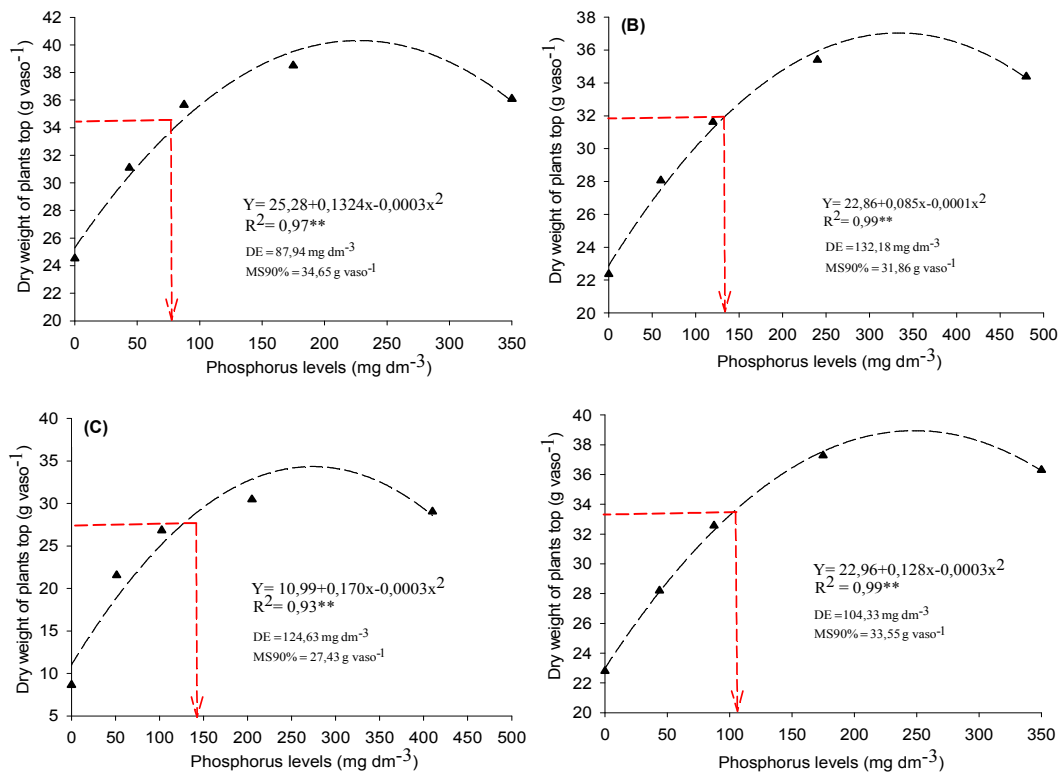 Dry weight of plants top (g vaso-1)
42
40
38
36
34
32
30
28
26
24
22
20
Y= 25,28+0,1324x-0,0003x2
R2= 0,97**
DE = 87,94 mg dm-3
MS90% = 34,65 g vaso-1
0 50 100 150 200 250 300 350
Phosphorus levels (mg dm-3)
(B)
Dry weight of plants top (g vaso-1)
38
36
34
32
30
28
26
24
22
20
Y= 22,86+0,085x-0,0001x2
R2= 0,99**
DE = 132,18 mg dm-3
MS90% = 31,86 g vaso-1
0 50 100 150 200 250 300 350 400 450 500
Phosphorus levels (mg dm-3)
(C)
Dry weight of plants top (g vaso-1)
40
35
30
25
20
15
10
5
Y= 10,99+0,170x-0,0003x2
R2= 0,93**
DE = 124,63 mg dm-3
MS90% = 27,43 g vaso-1
0 50 100 150 200 250 300 350 400 450 500
Phosphorus levels (mg dm-3)
Dry weight of plants top (g vaso-1)
40
38
36
34
32
30
28
26
24
22
20
Y= 22,96+0,128x-0,0003x2
R2= 0,99**
DE = 104,33 mg dm-3
MS90% = 33,55 g vaso-1
0 50 100 150 200 250 300 350
Phosphorus levels (mg dm-3)